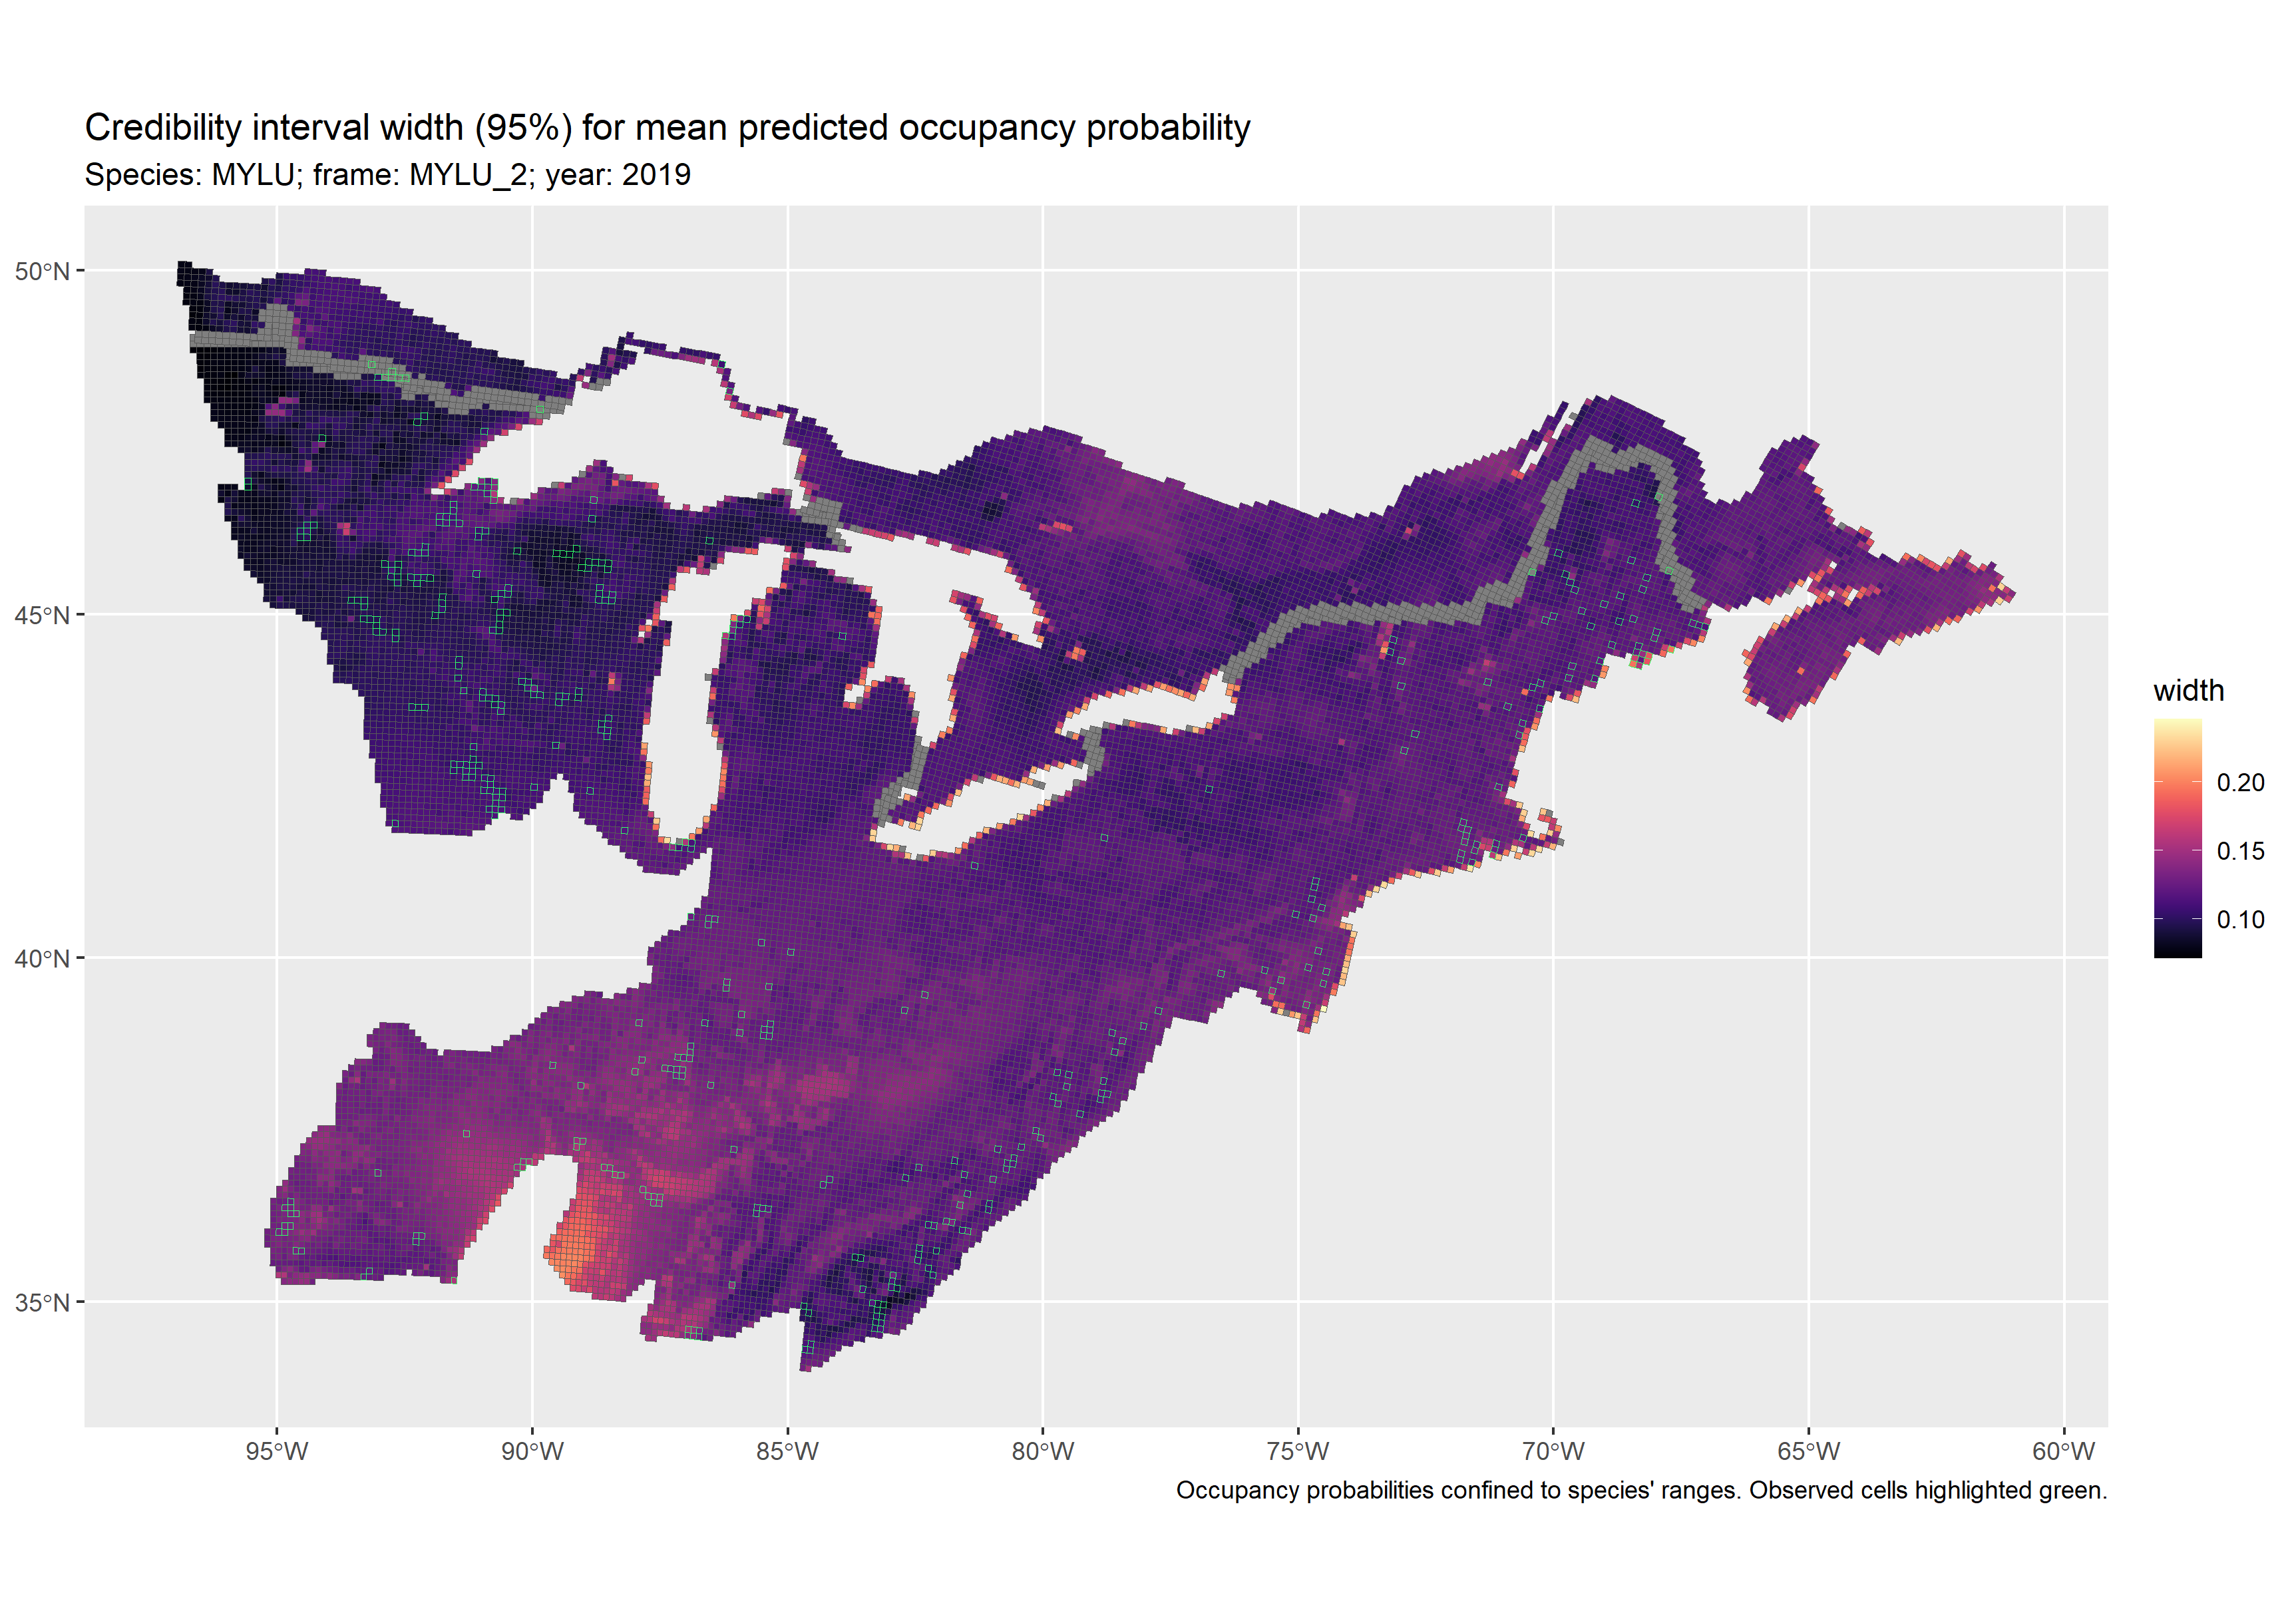 Credibility interval width (95%) for mean predicted occupancy probability
Species: MYLU; frame: MYLU_2; year: 2019
50°N
45°N
40°N
35°N
95°W
90°W
85°W
80°W
75°W
70°W
65°W
60°W
width
0.20
0.15
0.10
Occupancy probabilities confined to species' ranges. Observed cells highlighted green.